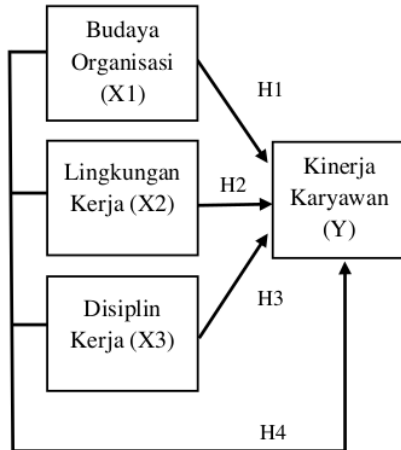 Budaya
Organisasi
(X1)
H1
Lingkungan
Kerja (X2)
H2
Kinerja
Karyawan
(Y)
Disiplin
Kerja (X3)
H3
H4